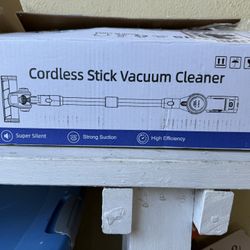 Cordless Stick Vacuum Cleaner
Super Silent
Strong Suction
High Efficiency